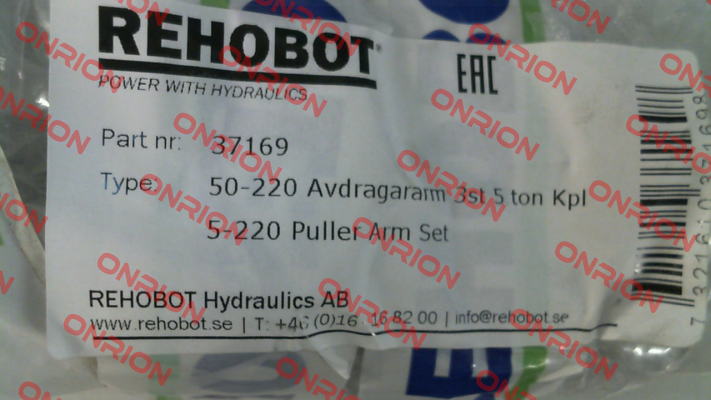 REHOBOT
POWER WITH HYDRAULICS
EAC
Part nr: 37169
Type: 50-220 Avdragararm 3st 5 ton Kpl
5-220 Puller Arm Set
REHOBOT Hydraulics AB
www.rehobot.se | T: +46 (0)16 16 82 00 | info@rehobot.se
ONRION